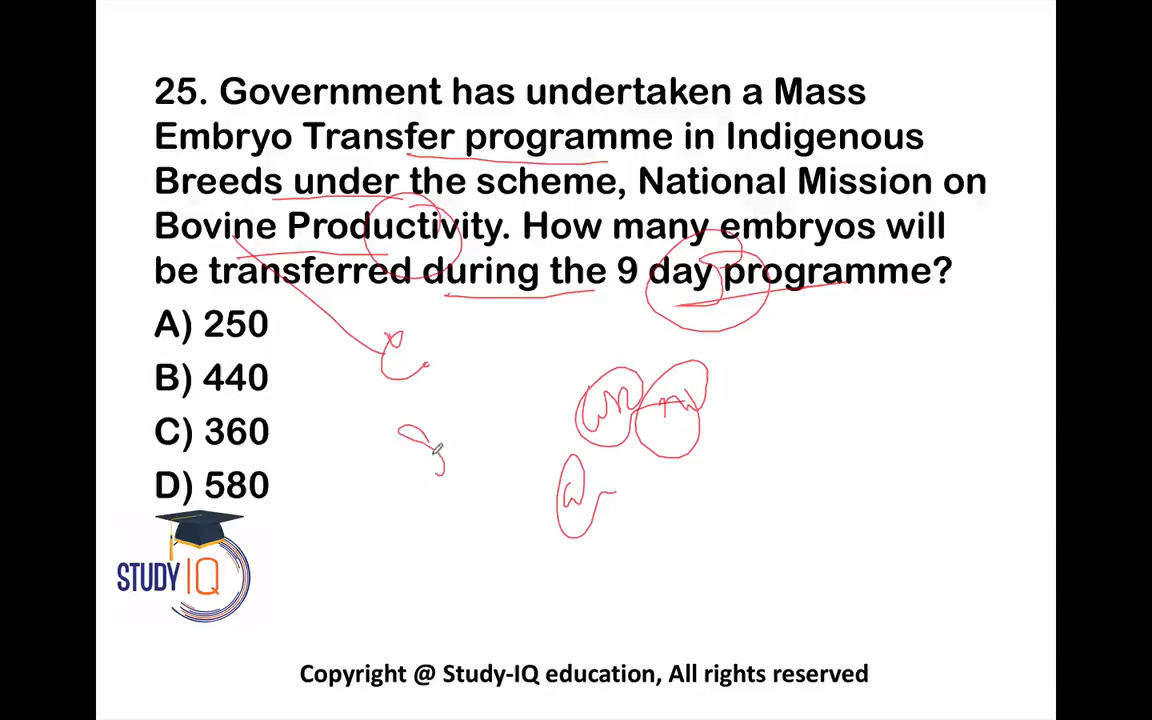 25. Government has undertaken a Mass
Embryo Transfer programme in Indigenous
Breeds under the scheme, National Mission on
Bovine Productivity. How many embryos will
be transferred during the 9 day programme?
A) 250
B) 440
C) 360
D) 580
STUDY IQ
Copyright @ Study-IQ education, All rights reserved